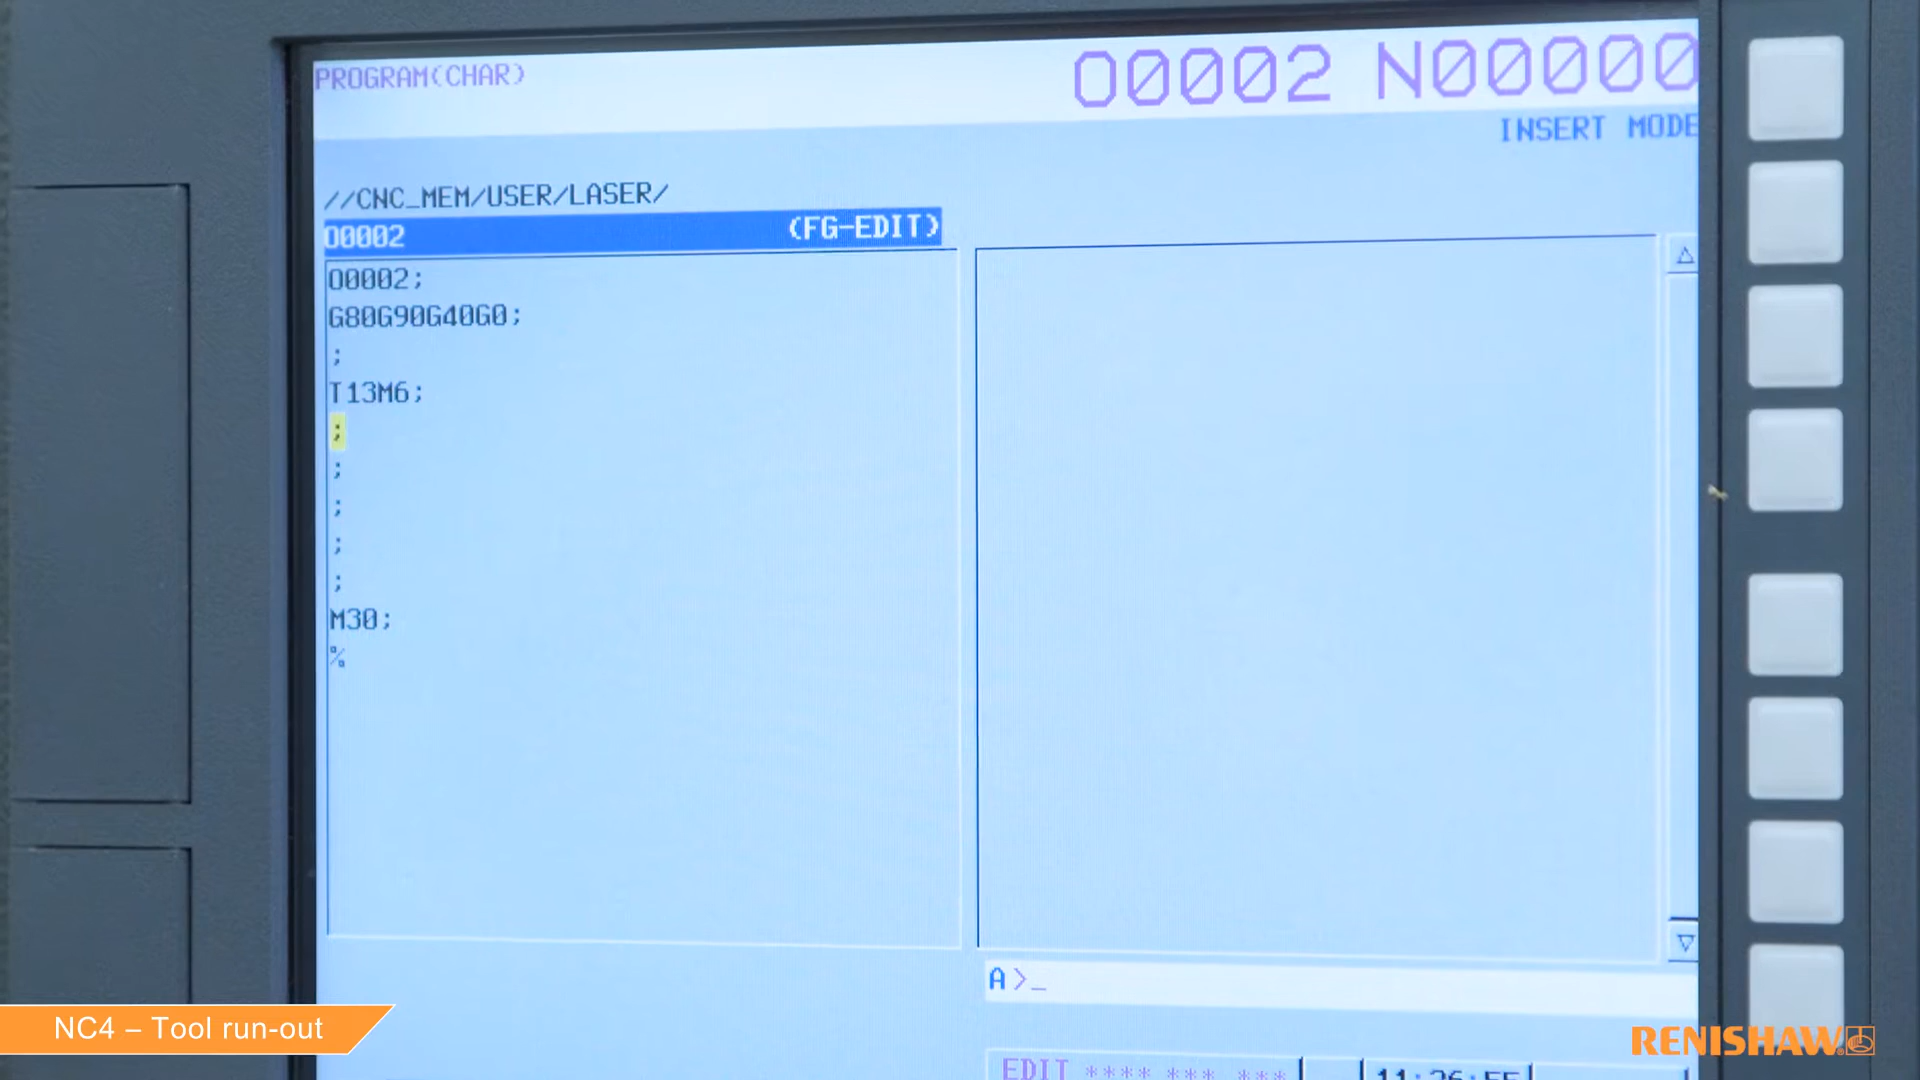 PROGRAM(CHAR)
O0002 N00000
INSERT MODE
//CNC_MEM/USER/LASER/
O0002 (FG-EDIT)
O0002;
G80G90G40G0;
;
T13M6;
;
;
;
;
;
M30;
%
A>_
EDIT **** *** ***
NC4 – Tool run-out
RENISHAW